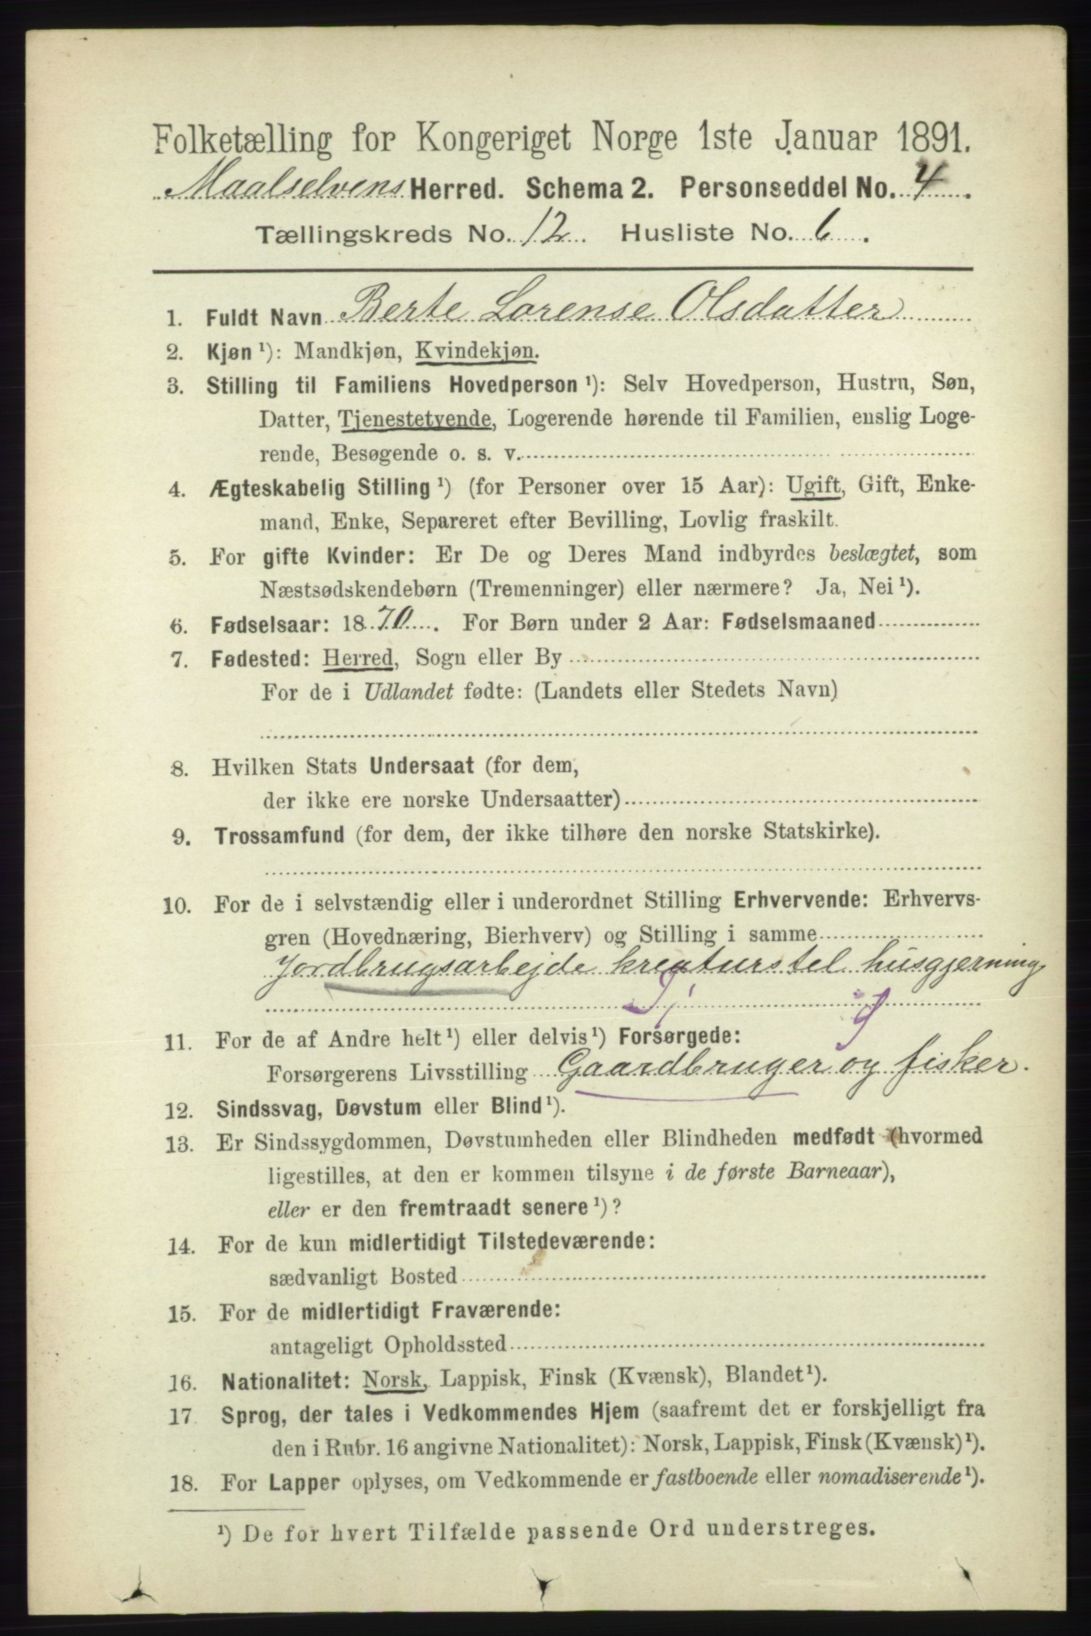 Folketælling for Kongeriget Norge 1ste Januar 1891.
Maalselvens Herred. Schema 2. Personseddel No. 4.
Tællingskreds No. 12. Husliste No. 6.
1. Fuldt Navn Berte Lorense Olsdatter
2. Kjøn ¹): Mandkjøn, Kvindekjøn.
3. Stilling til Familiens Hovedperson ¹): Selv Hovedperson, Hustru, Søn,
Datter, Tjenestetyende, Logerende hørende til Familien, enslig Loge-
rende, Besøgende o. s. v.
4. Ægteskabelig Stilling ¹) (for Personer over 15 Aar): Ugift, Gift, Enke-
mand, Enke, Separeret efter Bevilling, Lovlig fraskilt.
5. For gifte Kvinder: Er De og Deres Mand indbyrdes beslægtet, som
Næstsødskendebørn (Tremenninger) eller nærmere? Ja, Nei ¹).
6. Fødselsaar: 1870. For Børn under 2 Aar: Fødselsmaaned
7. Fødested: Herred, Sogn eller By
For de i Udlandet fødte: (Landets eller Stedets Navn)
8. Hvilken Stats Undersaat (for dem,
der ikke ere norske Undersaatter)
9. Trossamfund (for dem, der ikke tilhøre den norske Statskirke).
10. For de i selvstændig eller i underordnet Stilling Erhvervende: Erhvervs-
gren (Hovednæring, Bierhverv) og Stilling i samme
Jordbrugsarbejde kreaturstel husgjerning
11. For de af Andre helt ¹) eller delvis ¹) Forsørgede:
Forsørgerens Livsstilling Gaardbruger og fisker.
12. Sindssvag, Døvstum eller Blind ¹).
13. Er Sindssygdommen, Døvstumheden eller Blindheden medfødt (hvormed
ligestilles, at den er kommen tilsyne i de første Barneaar),
eller er den fremtraadt senere ¹)?
14. For de kun midlertidigt Tilstedeværende:
sædvanligt Bosted
15. For de midlertidigt Fraværende:
antageligt Opholdssted
16. Nationalitet: Norsk, Lappisk, Finsk (Kvænsk), Blandet ¹).
17 Sprog, der tales i Vedkommendes Hjem (saafremt det er forskjelligt fra
den i Rubr. 16 angivne Nationalitet): Norsk, Lappisk, Finsk (Kvænsk) ¹).
18. For Lapper oplyses, om Vedkommende er fastboende eller nomadiserende ¹).
¹) De for hvert Tilfælde passende Ord understreges.